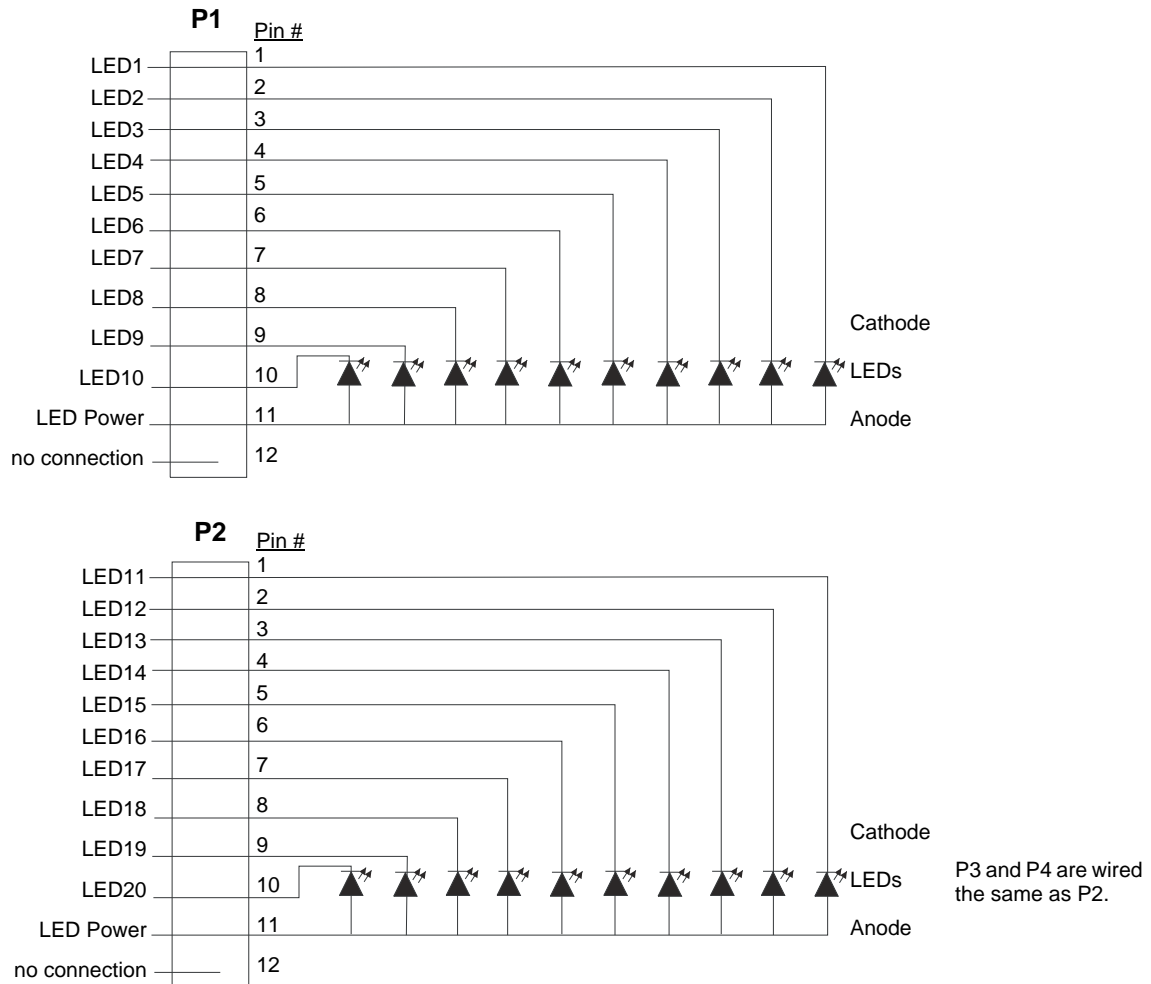 P1
Pin #
LED1 1
LED2 2
LED3 3
LED4 4
LED5 5
LED6 6
LED7 7
LED8 8
LED9 9
LED10 10
LED Power 11
no connection 12
Cathode
LEDs
Anode
P2
Pin #
LED11 1
LED12 2
LED13 3
LED14 4
LED15 5
LED16 6
LED17 7
LED18 8
LED19 9
LED20 10
LED Power 11
no connection 12
Cathode
LEDs
Anode
P3 and P4 are wired
the same as P2.